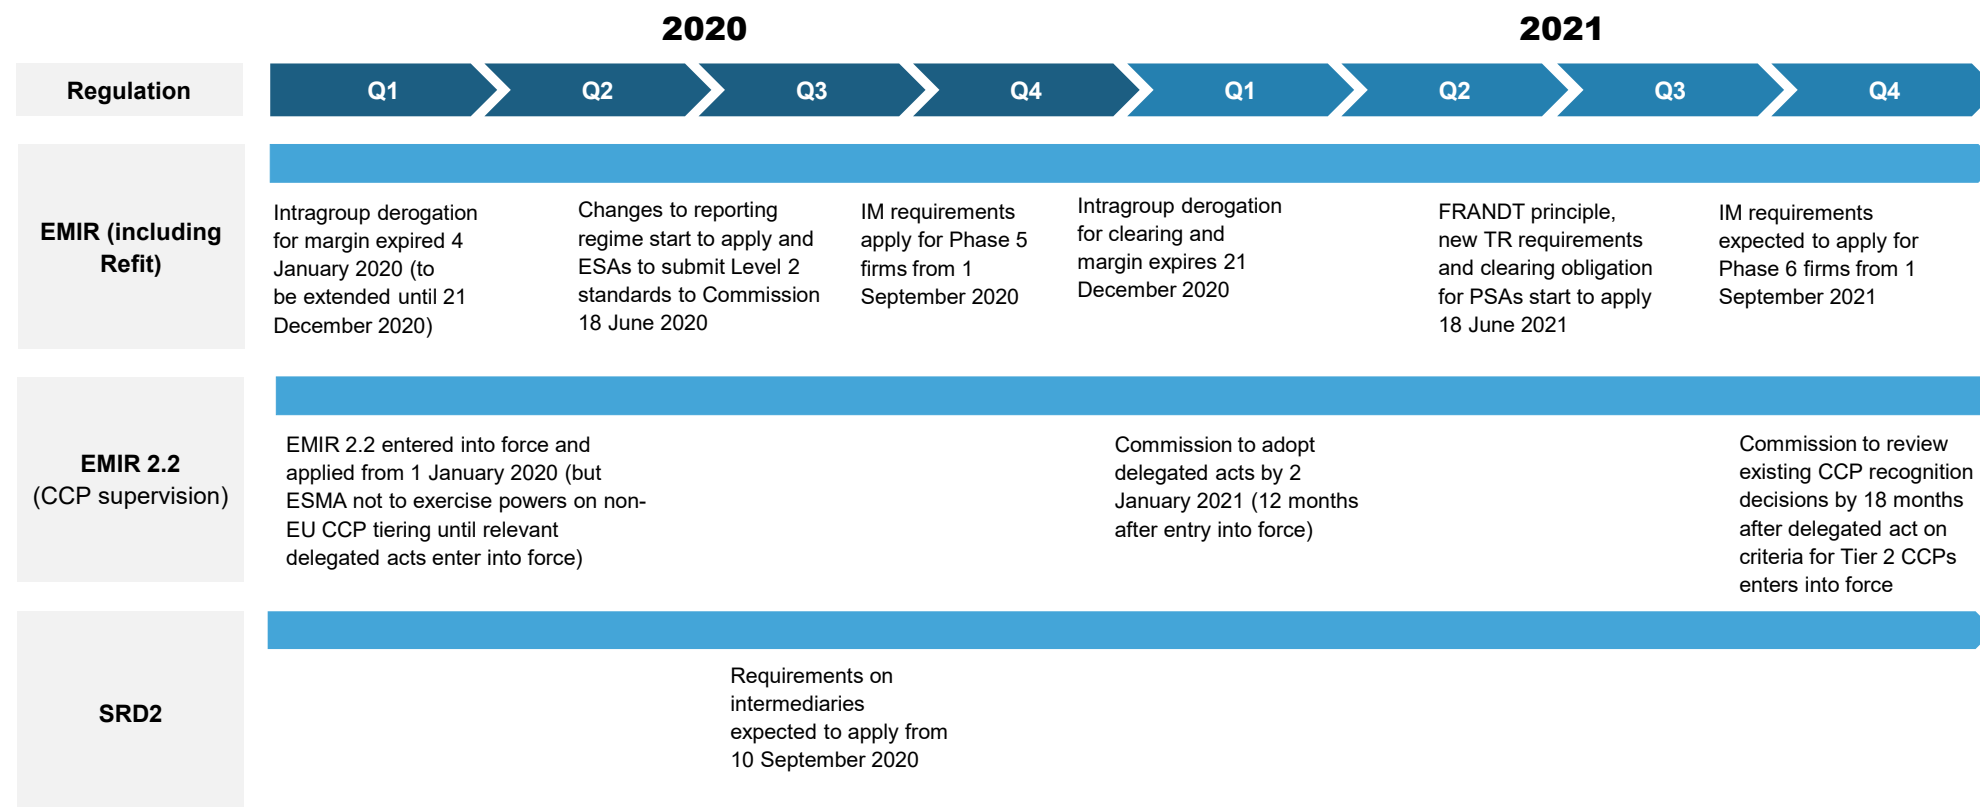 2020
2021
Regulation
Q1
Q2
Q3
Q4
Q1
Q2
Q3
Q4
EMIR (including
Refit)
Intragroup derogation
for margin expired 4
January 2020 (to
be extended until 21
December 2020)
Changes to reporting
regime start to apply and
ESAs to submit Level 2
standards to Commission
18 June 2020
IM requirements
apply for Phase 5
firms from 1
September 2020
Intragroup derogation
for clearing and
margin expires 21
December 2020
FRANDT principle,
new TR requirements
and clearing obligation
for PSAs start to apply
18 June 2021
IM requirements
expected to apply for
Phase 6 firms from 1
September 2021
EMIR 2.2
(CCP supervision)
EMIR 2.2 entered into force and
applied from 1 January 2020 (but
ESMA not to exercise powers on non-
EU CCP tiering until relevant
delegated acts enter into force)
Commission to adopt
delegated acts by 2
January 2021 (12 months
after entry into force)
Commission to review
existing CCP recognition
decisions by 18 months
after delegated act on
criteria for Tier 2 CCPs
enters into force
SRD2
Requirements on
intermediaries
expected to apply from
10 September 2020